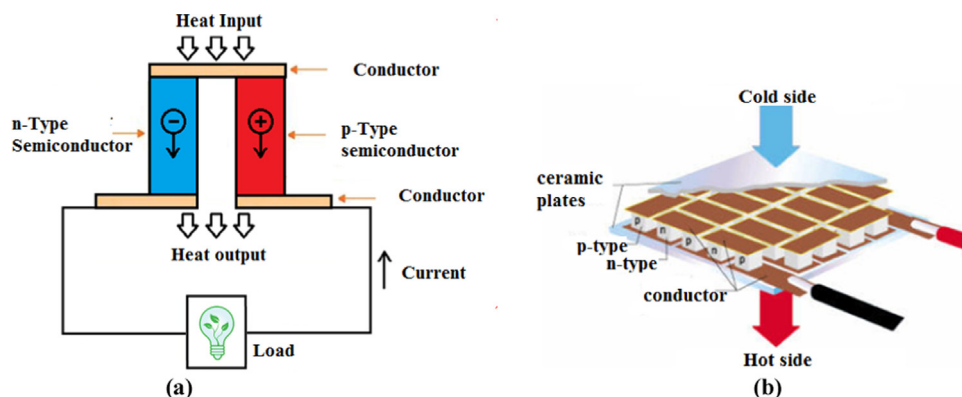 (a)
Heat Input
Conductor
n-Type
Semiconductor
−
+
p-Type
semiconductor
Conductor
Heat output
Current
Load
Cold side
ceramic
plates
p-type
n-type
p
n
p
n
p
conductor
Hot side
(a)
(b)